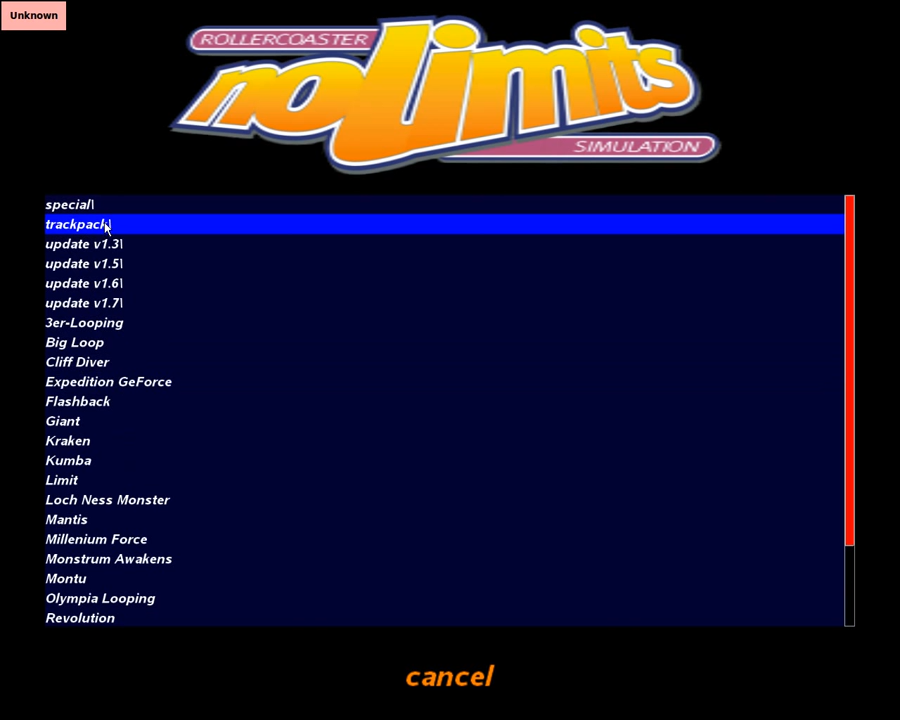 Unknown
ROLLERCOASTER
noLimits
SIMULATION
special\
trackpack\
update v1.3\
update v1.5\
update v1.6\
update v1.7\
3er-Looping
Big Loop
Cliff Diver
Expedition GeForce
Flashback
Giant
Kraken
Kumba
Limit
Loch Ness Monster
Mantis
Millenium Force
Monstrum Awakens
Montu
Olympia Looping
Revolution
cancel